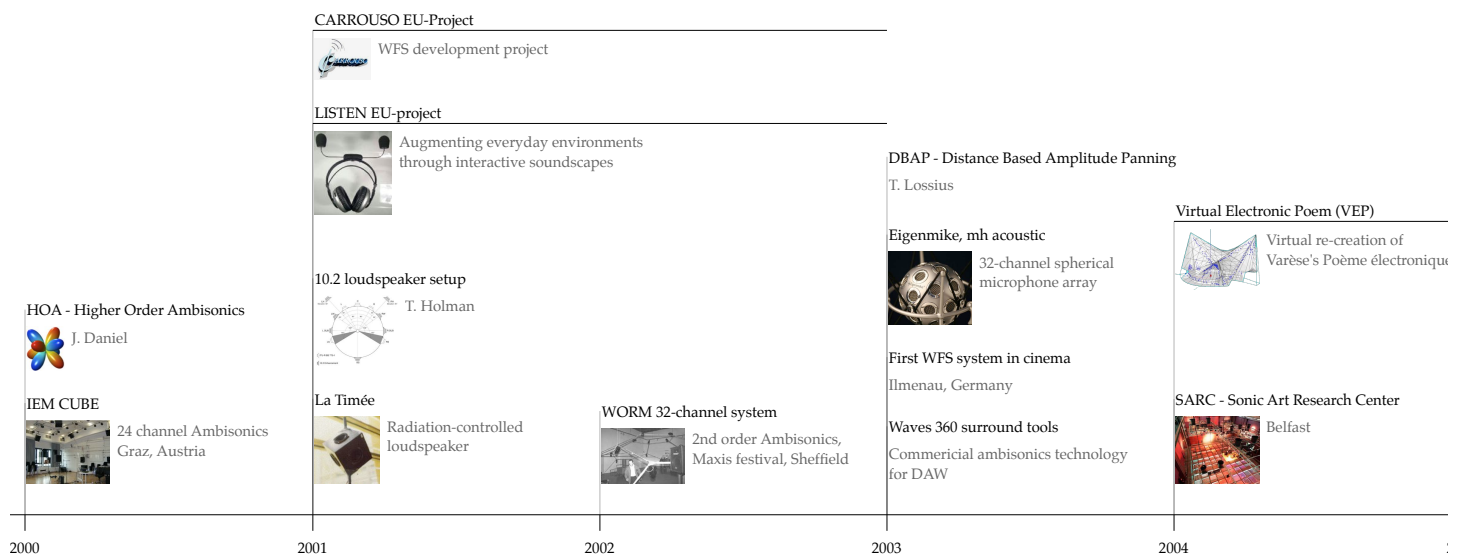 CARROUSO EU-Project
WFS development project
LISTEN EU-project
Augmenting everyday environments
through interactive soundscapes
DBAP - Distance Based Amplitude Panning
T. Lossius
Virtual Electronic Poem (VEP)
Virtual re-creation of
Varèse's Poème électronique
Eigenmike, mh acoustic
32-channel spherical
microphone array
10.2 loudspeaker setup
T. Holman
HOA - Higher Order Ambisonics
J. Daniel
First WFS system in cinema
Ilmenau, Germany
IEM CUBE
24 channel Ambisonics
Graz, Austria
La Timée
Radiation-controlled
loudspeaker
WORM 32-channel system
2nd order Ambisonics,
Maxis festival, Sheffield
Waves 360 surround tools
Commericial ambisonics technology
for DAW
SARC - Sonic Art Research Center
Belfast
2000
2001
2002
2003
2004